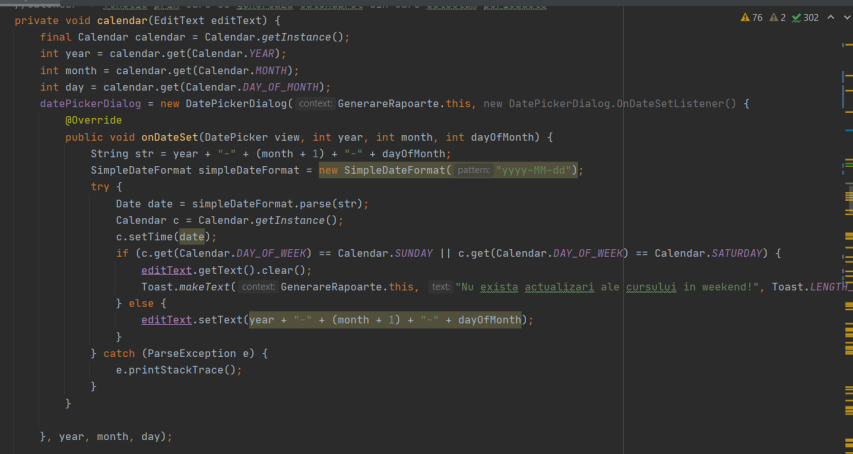 private void calendar(EditText editText) {
76 2 302
final Calendar calendar = Calendar.getInstance();
int year = calendar.get(Calendar.YEAR);
int month = calendar.get(Calendar.MONTH);
int day = calendar.get(Calendar.DAY_OF_MONTH);
datePickerDialog = new DatePickerDialog( context: GenerareRapoarte.this, new DatePickerDialog.OnDateSetListener() {
@Override
public void onDateSet(DatePicker view, int year, int month, int dayOfMonth) {
String str = year + "-" + (month + 1) + "-" + dayOfMonth;
SimpleDateFormat simpleDateFormat = new SimpleDateFormat( pattern: "yyyy-MM-dd");
try {
Date date = simpleDateFormat.parse(str);
Calendar c = Calendar.getInstance();
c.setTime(date);
if (c.get(Calendar.DAY_OF_WEEK) == Calendar.SUNDAY || c.get(Calendar.DAY_OF_WEEK) == Calendar.SATURDAY) {
editText.getText().clear();
Toast.makeText( context: GenerareRapoarte.this, text: "Nu exista actualizari ale cursului in weekend!", Toast.LENGTH_
} else {
editText.setText(year + "-" + (month + 1) + "-" + dayOfMonth);
}
} catch (ParseException e) {
e.printStackTrace();
}
}
}, year, month, day);